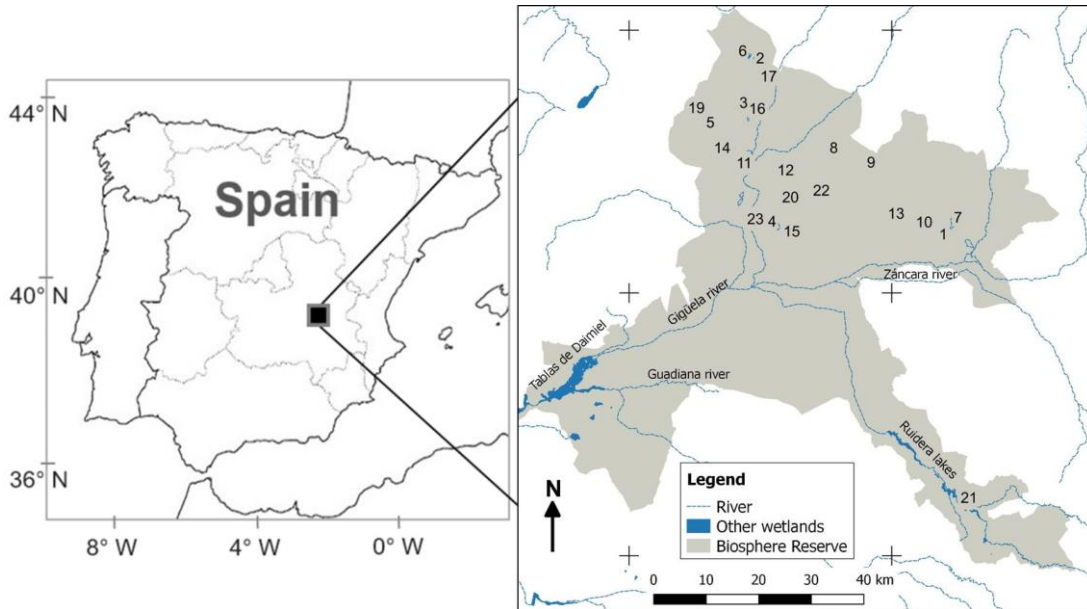 44° N
40° N
36° N
8° W
4° W
0° W
Spain
6
2
17
3
16
19
5
14
11
8
9
12
20
22
23
4
15
13
10
7
1
Záncara river
Gigüela river
Tablas de Daimiel
Guadiana river
Ruidera lakes
21
N
Legend
River
Other wetlands
Biosphere Reserve
0 10 20 30 40 km